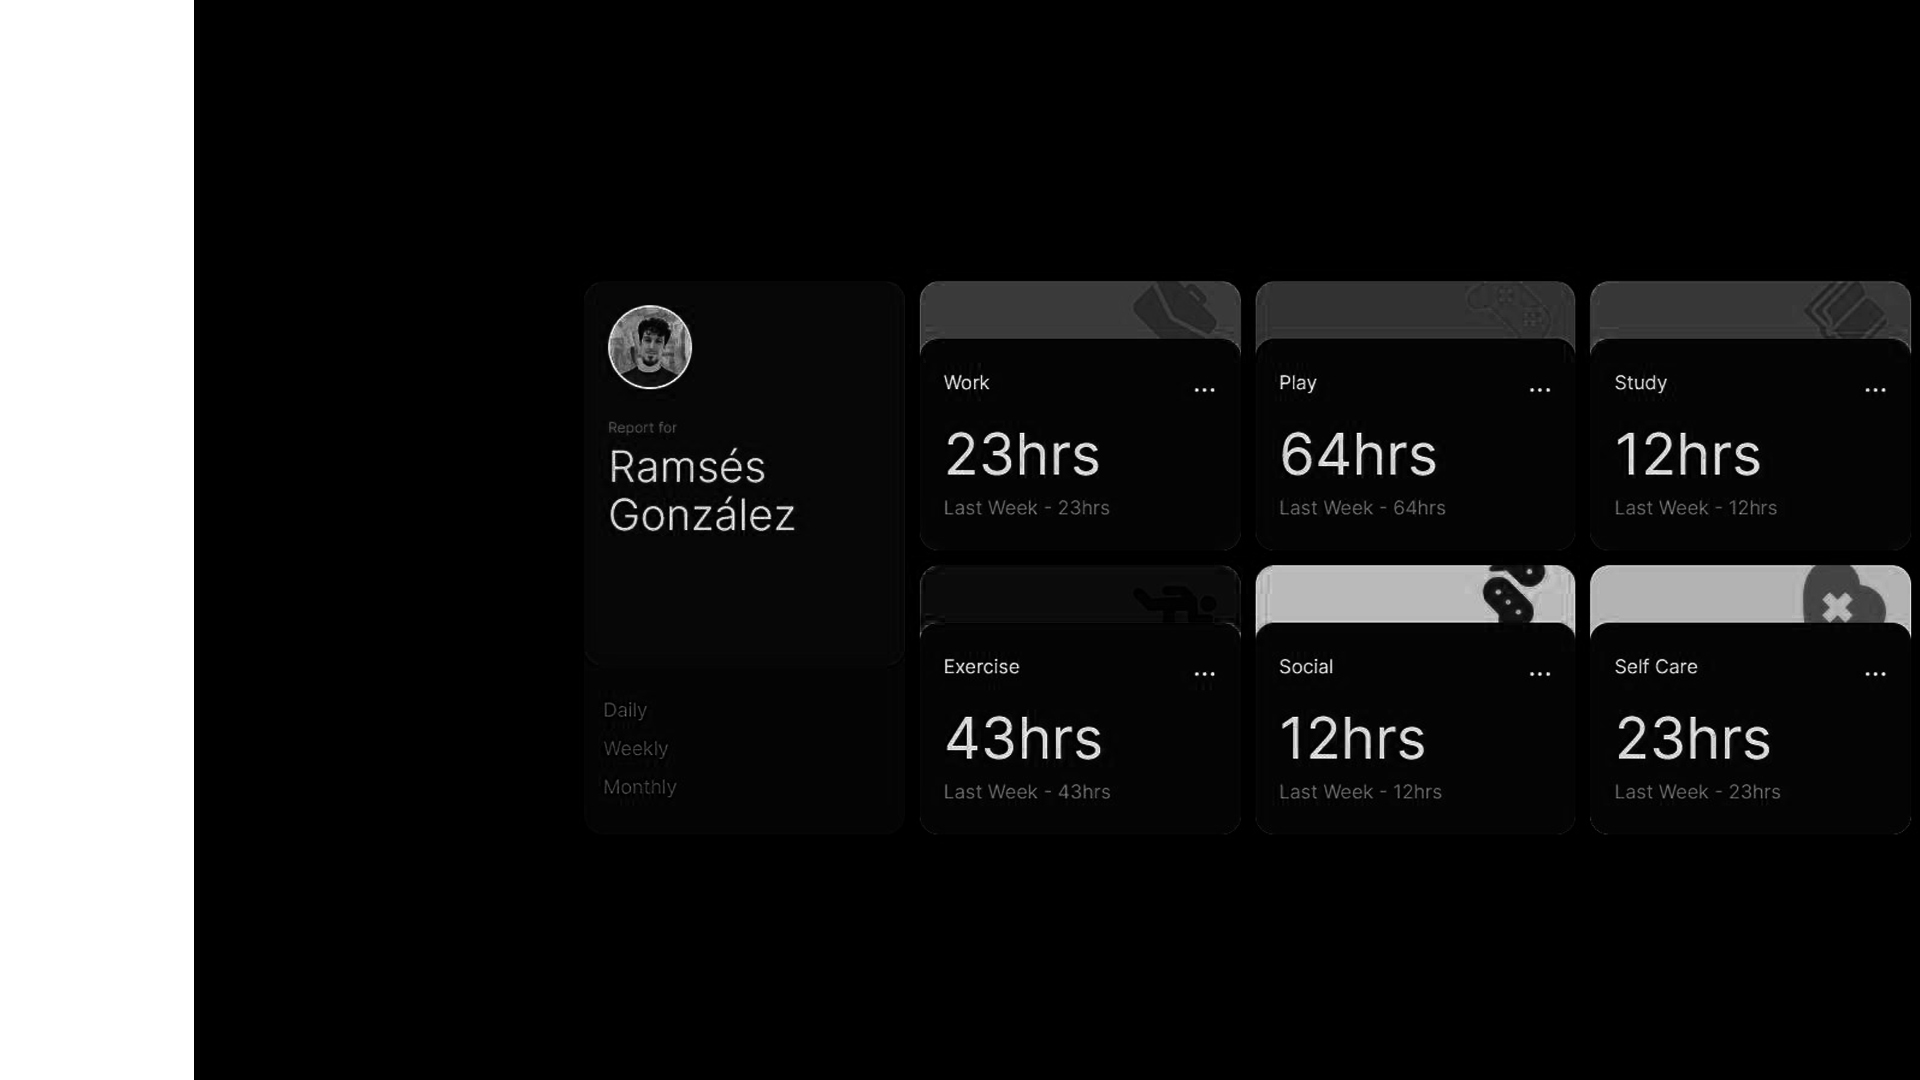 Report for
Ramsés
González
Daily
Weekly
Monthly
Work
...
23hrs
Last Week - 23hrs
Play
...
64hrs
Last Week - 64hrs
Study
...
12hrs
Last Week - 12hrs
Exercise
...
43hrs
Last Week - 43hrs
Social
...
12hrs
Last Week - 12hrs
Self Care
...
23hrs
Last Week - 23hrs